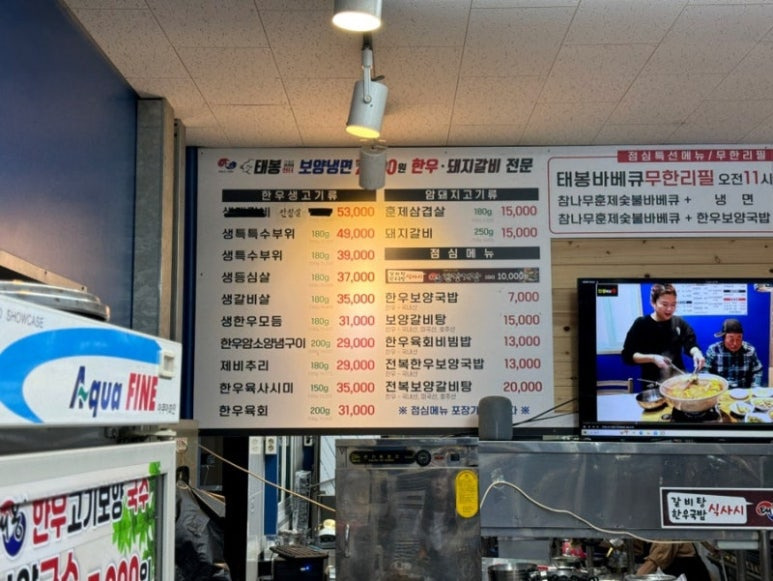 태봉 보양냉면 원 한우·돼지갈비 전문
한우생고기류
53,000
생특특수부위 180g 49,000
생특수부위 180g 39,000
생등심살 180g 37,000
생갈비살 180g 35,000
생한우모듬 180g 31,000
한우암소양념구이 200g 29,000
제비추리 180g 29,000
한우육사시미 150g 35,000
한우육회 200g 31,000
암돼지고기류
훈제삼겹살 180g 15,000
돼지갈비 250g 15,000
점심메뉴
10,000
한우보양국밥 7,000
보양갈비탕 15,000
한우육회비빔밥 13,000
전복한우보양국밥 13,000
전복보양갈비탕 20,000
※ 점심메뉴 포장 ※
점심특선메뉴/무한리필
태봉바베큐무한리필 오전11시
참나무훈제숯불바베큐 + 냉면
참나무훈제숯불바베큐 + 한우보양국밥
SHOWCASE
Aqua FINE
한우고기보양국수
갈비탕
한우국밥 식사시